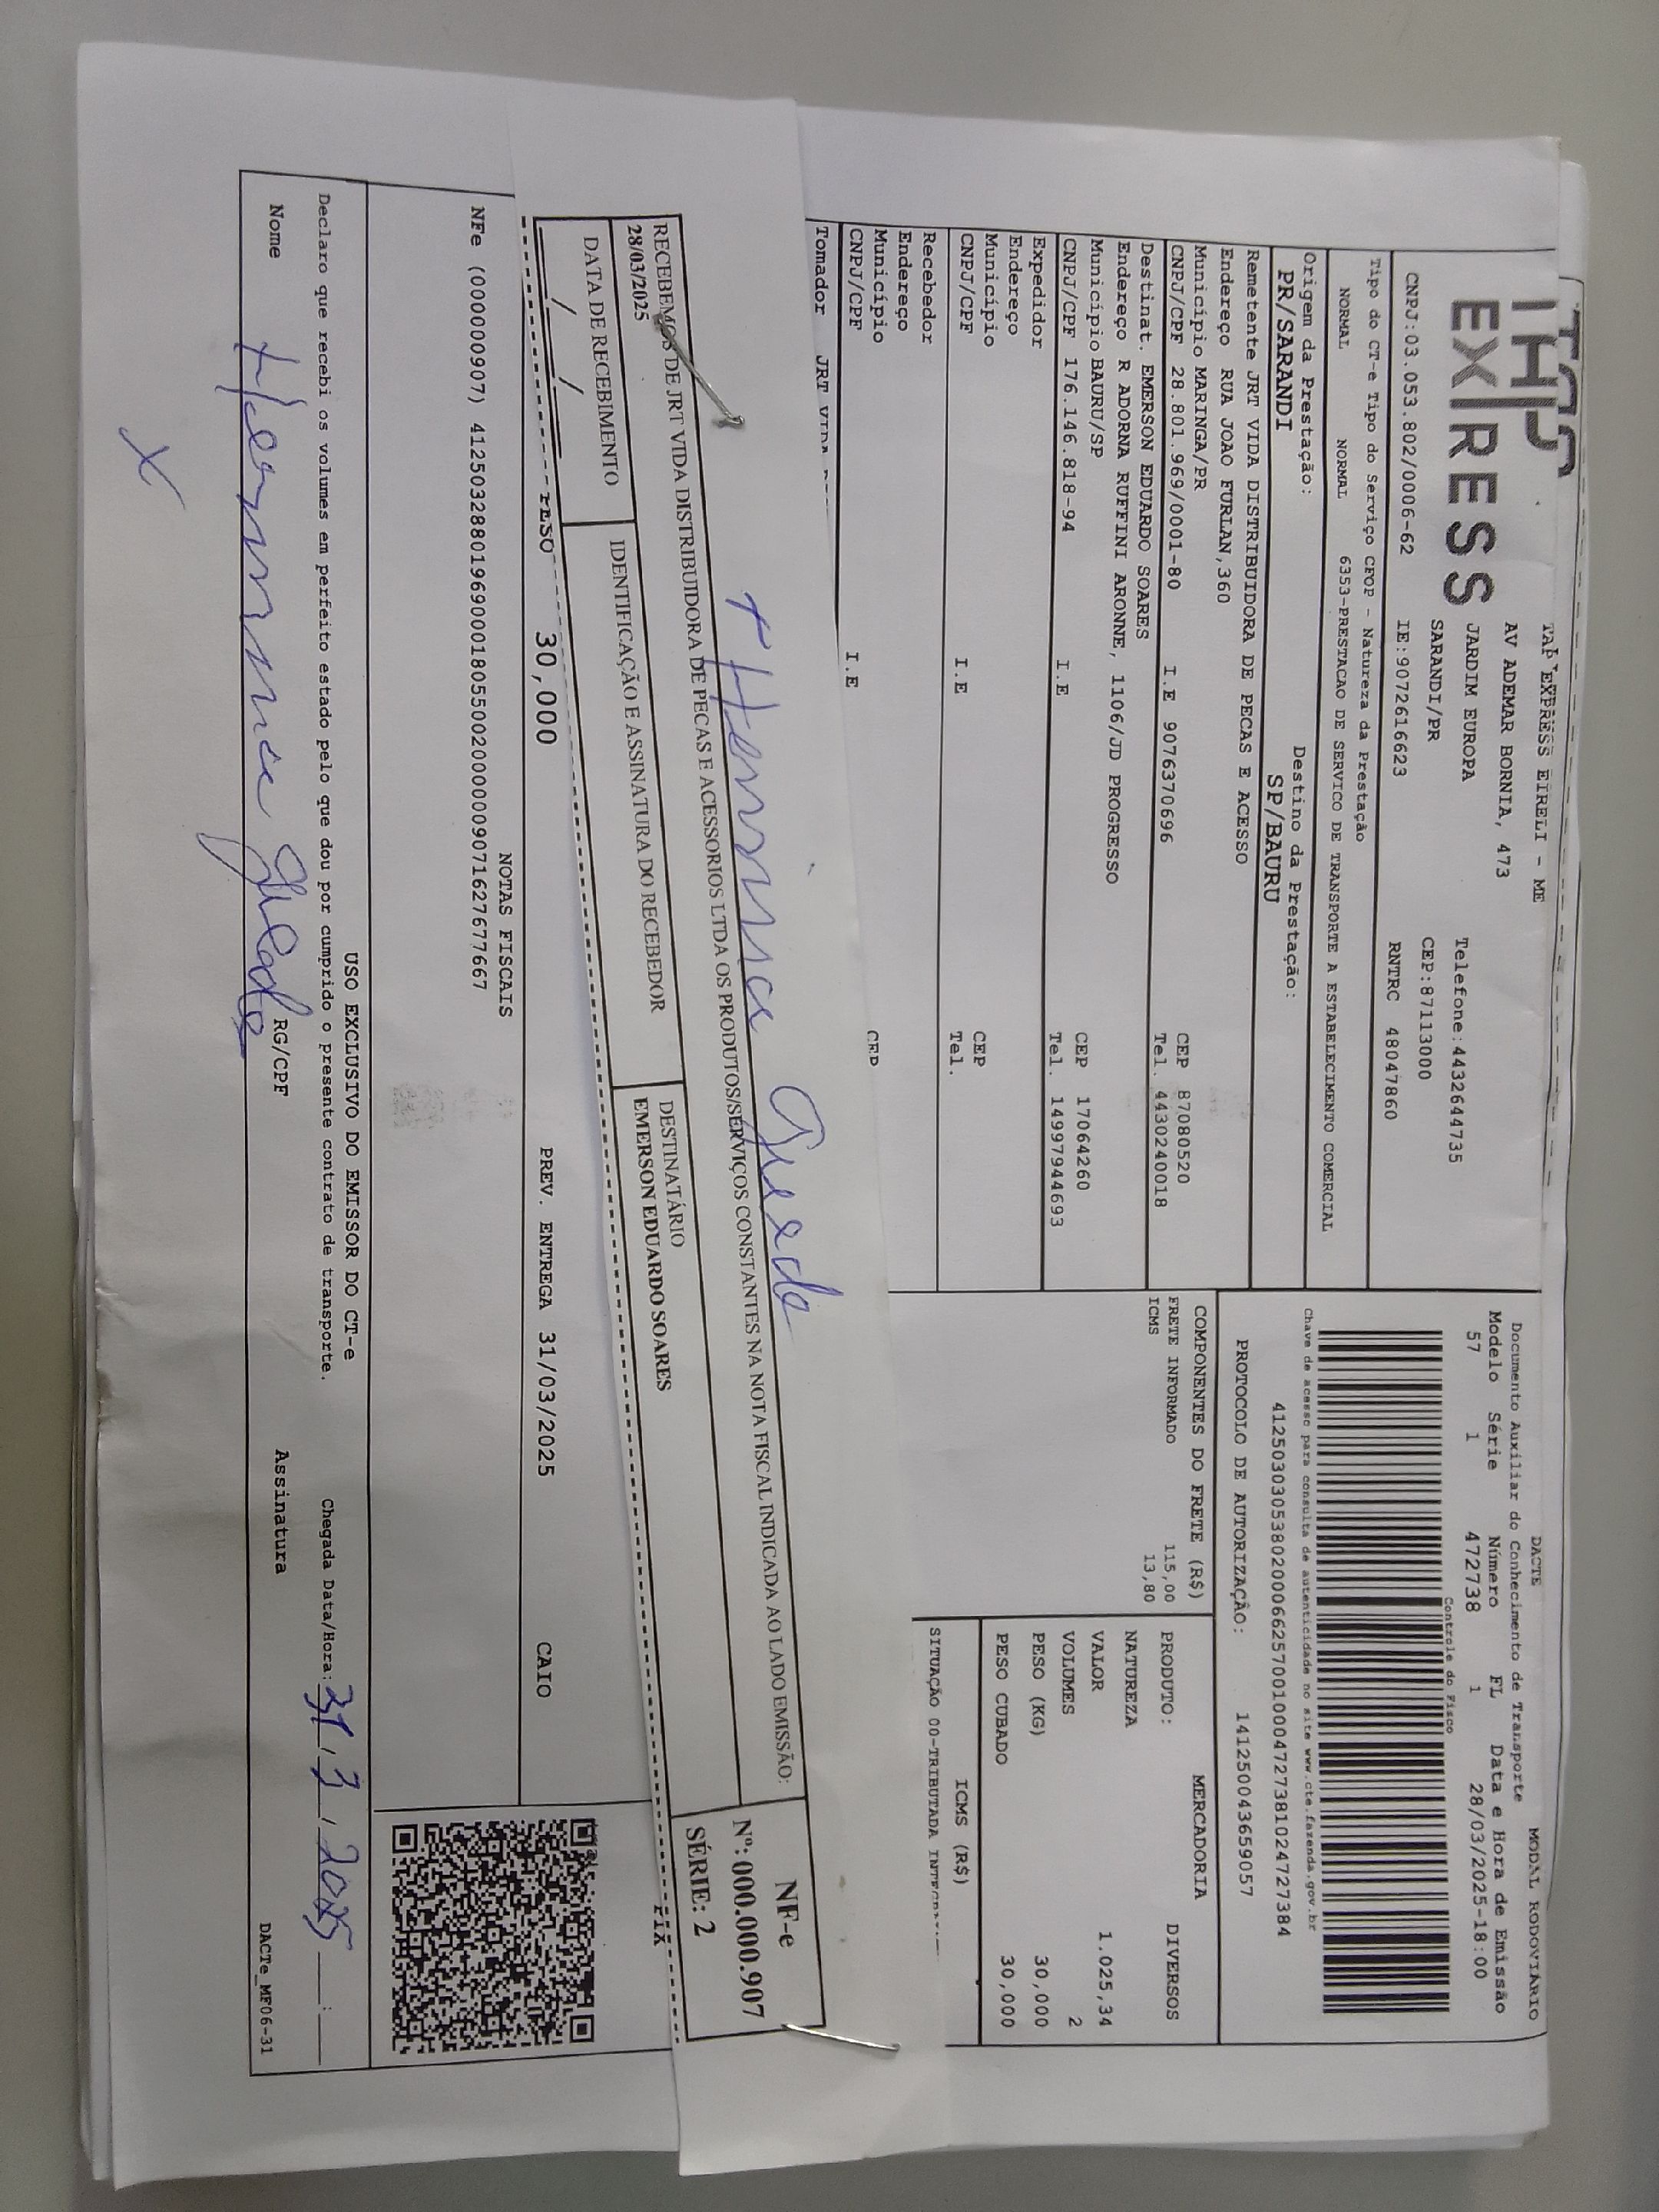 TAP EXPRESS EIRELI - ME
EXPRESS
AV ADEMAR BORNIA, 473
JARDIM EUROPA
Telefone:4432644735
SARANDI/PR
CEP:87113000
CNPJ:03.053.802/0006-62 IE:9072616623 RNTRC 48047860
Tipo do CT-e Tipo do Serviço CFOP - Natureza da Prestação
NORMAL NORMAL 6353-PRESTACAO DE SERVICO DE TRANSPORTE A ESTABELECIMENTO COMERCIAL
Origem da Prestação: Destino da Prestação:
PR/SARANDI SP/BAURU
Remetente JRT VIDA DISTRIBUIDORA DE PECAS E ACESSO
Endereço RUA JOAO FURLAN,360
Município MARINGA/PR CEP 87080520
CNPJ/CPF 28.801.969/0001-80 I.E 9076370696 Tel. 4430240018
Destinat. EMERSON EDUARDO SOARES
Endereço R ADORNA RUFFINI ARONNE, 1106/JD PROGRESSO
Município BAURU/SP CEP 17064260
CNPJ/CPF 176.146.818-94 I.E Tel. 14997944693
Expedidor
Endereço
Município CEP
CNPJ/CPF I.E Tel.
Recebedor
Endereço
Município CEP
CNPJ/CPF I.E
Tomador JRT VIDA
DACTE MODAL RODOVIÁRIO
Documento Auxiliar do Conhecimento de Transporte
Modelo Série Número FL Data e Hora de Emissão
57 1 472738 1 28/03/2025-18:00
Controle do Fisco
Chave de acesso para consulta de autenticidade no site www.cte.fazenda.gov.br
41250303053802000662570010004727381024727384
PROTOCOLO DE AUTORIZAÇÃO: 141250043659057
COMPONENTES DO FRETE (R$)
FRETE INFORMADO 115,00
ICMS 13,80
MERCADORIA
PRODUTO: DIVERSOS
NATUREZA
VALOR 1.025,34
VOLUMES 2
PESO (KG) 30,000
PESO CUBADO 30,000
ICMS (R$)
SITUAÇÃO 00-TRIBUTADA
RECEBEMOS DE JRT VIDA DISTRIBUIDORA DE PECAS E ACESSORIOS LTDA OS PRODUTOS/SERVIÇOS CONSTANTES NA NOTA FISCAL INDICADA AO LADO EMISSÃO:
28/03/2025
DATA DE RECEBIMENTO
IDENTIFICAÇÃO E ASSINATURA DO RECEBEDOR
DESTINATÁRIO
EMERSON EDUARDO SOARES
NF-e
Nº: 000.000.907
SÉRIE: 2
PESO 30,000 PREV. ENTREGA 31/03/2025 CAIO
NOTAS FISCAIS
NFe (000000907) 41250328801969000180550020000009071627677667
USO EXCLUSIVO DO EMISSOR DO CT-e
Declaro que recebi os volumes em perfeito estado pelo que dou por cumprido o presente contrato de transporte. Chegada Data/Hora: 31/3/2025
Nome RG/CPF Assinatura
X
DACTe_MF06-31